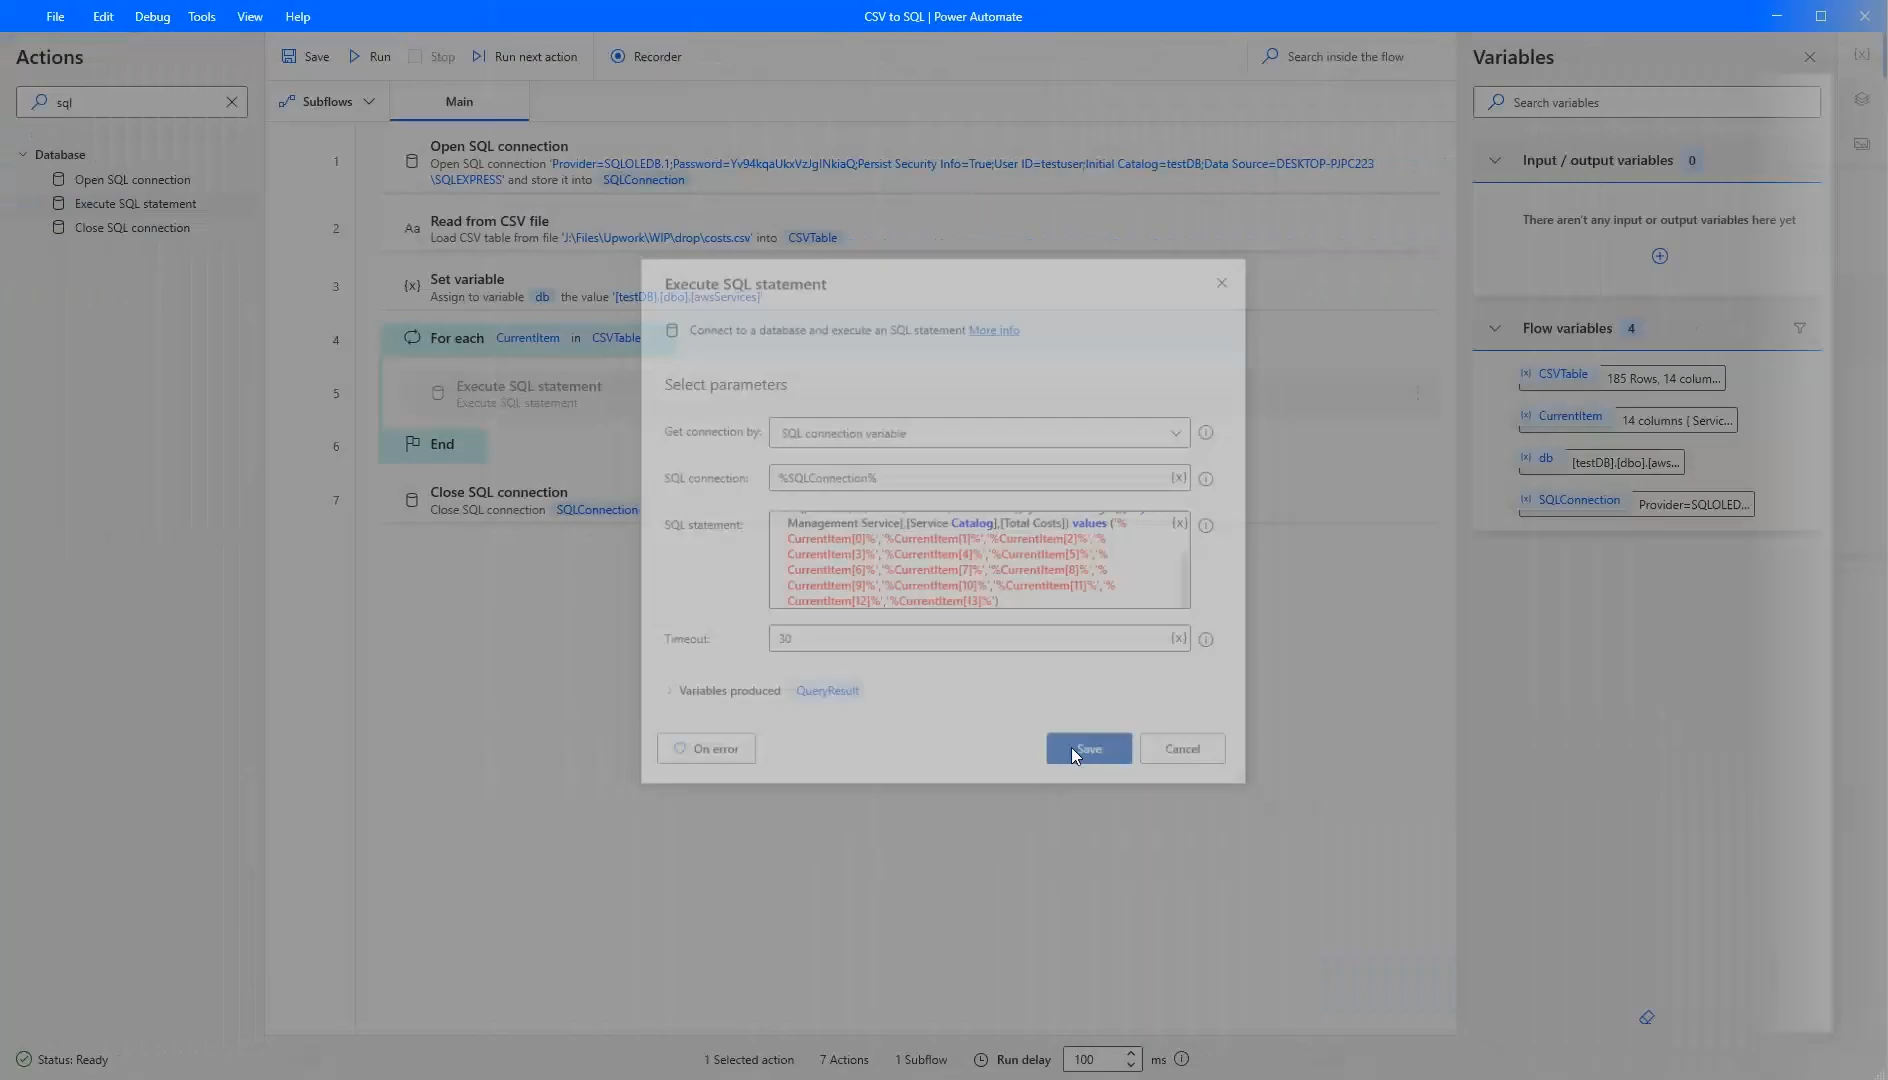 File Edit Debug Tools View Help
CSV to SQL | Power Automate
Actions
sql
Database
Open SQL connection
Execute SQL statement
Close SQL connection
Save Run Stop Run next action Recorder
Search inside the flow
Subflows Main
1 Open SQL connection
Open SQL connection 'Provider=SQLOLEDB.1;Password=Yv94kqaUkxVzJgINkiaQ;Persist Security Info=True;User ID=testuser;Initial Catalog=testDB;Data Source=DESKTOP-PJPC223
\SQLEXPRESS' and store it into SQLConnection
2 Aa Read from CSV file
Load CSV table from file 'J:\Files\Upwork\WIP\drop\costs.csv' into CSVTable
3 {x} Set variable
Assign to variable db the value '[testDB].[dbo].[awsServices]'
4 For each CurrentItem in CSVTable
5 Execute SQL statement
Execute SQL statement
6 End
7 Close SQL connection
Close SQL connection SQLConnection
Execute SQL statement
Connect to a database and execute an SQL statement More info
Select parameters
Get connection by: SQL connection variable
SQL connection: %SQLConnection% {x}
SQL statement: Management Service],[Service Catalog],[Total Costs]) values ('% {x}
CurrentItem[0]%','%CurrentItem[1]%','%CurrentItem[2]%','%
CurrentItem[3]%','%CurrentItem[4]%','%CurrentItem[5]%','%
CurrentItem[6]%','%CurrentItem[7]%','%CurrentItem[8]%','%
CurrentItem[9]%','%CurrentItem[10]%','%CurrentItem[11]%','%
CurrentItem[12]%','%CurrentItem[13]%')
Timeout: 30 {x}
Variables produced QueryResult
On error Save Cancel
Variables
Search variables
Input / output variables 0
There aren't any input or output variables here yet
Flow variables 4
{x} CSVTable 185 Rows, 14 colum...
{x} CurrentItem 14 columns { Servic...
{x} db [testDB].[dbo].[aws...
{x} SQLConnection Provider=SQLOLED...
{x}
Status: Ready
1 Selected action 7 Actions 1 Subflow Run delay 100 ms